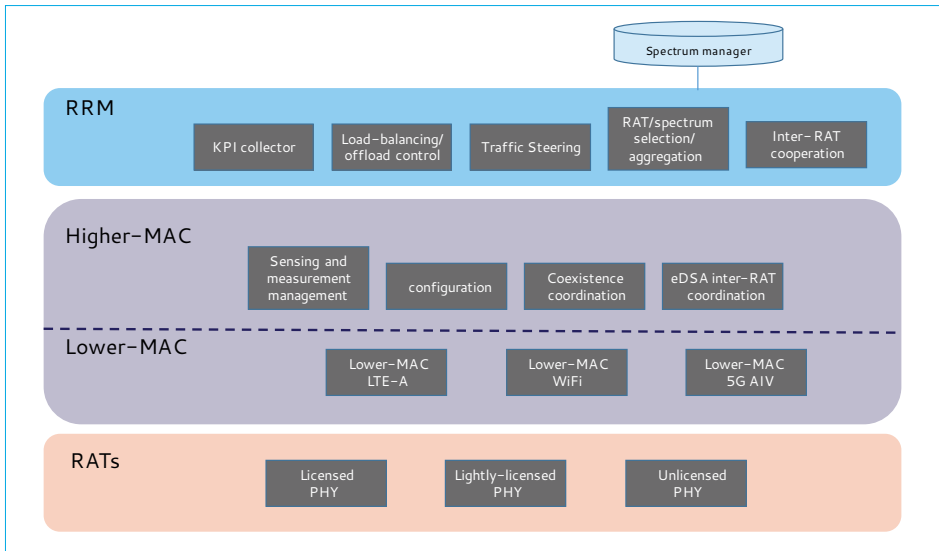 Spectrum manager
RRM
KPI collector
Load-balancing/
offload control
Traffic Steering
RAT/spectrum
selection/
aggregation
Inter-RAT
cooperation
Higher-MAC
Sensing and
measurement
management
configuration
Coexistence
coordination
eDSA inter-RAT
coordination
Lower-MAC
Lower-MAC
LTE-A
Lower-MAC
WiFi
Lower-MAC
5G AIV
RATs
Licensed
PHY
Lightly-licensed
PHY
Unlicensed
PHY